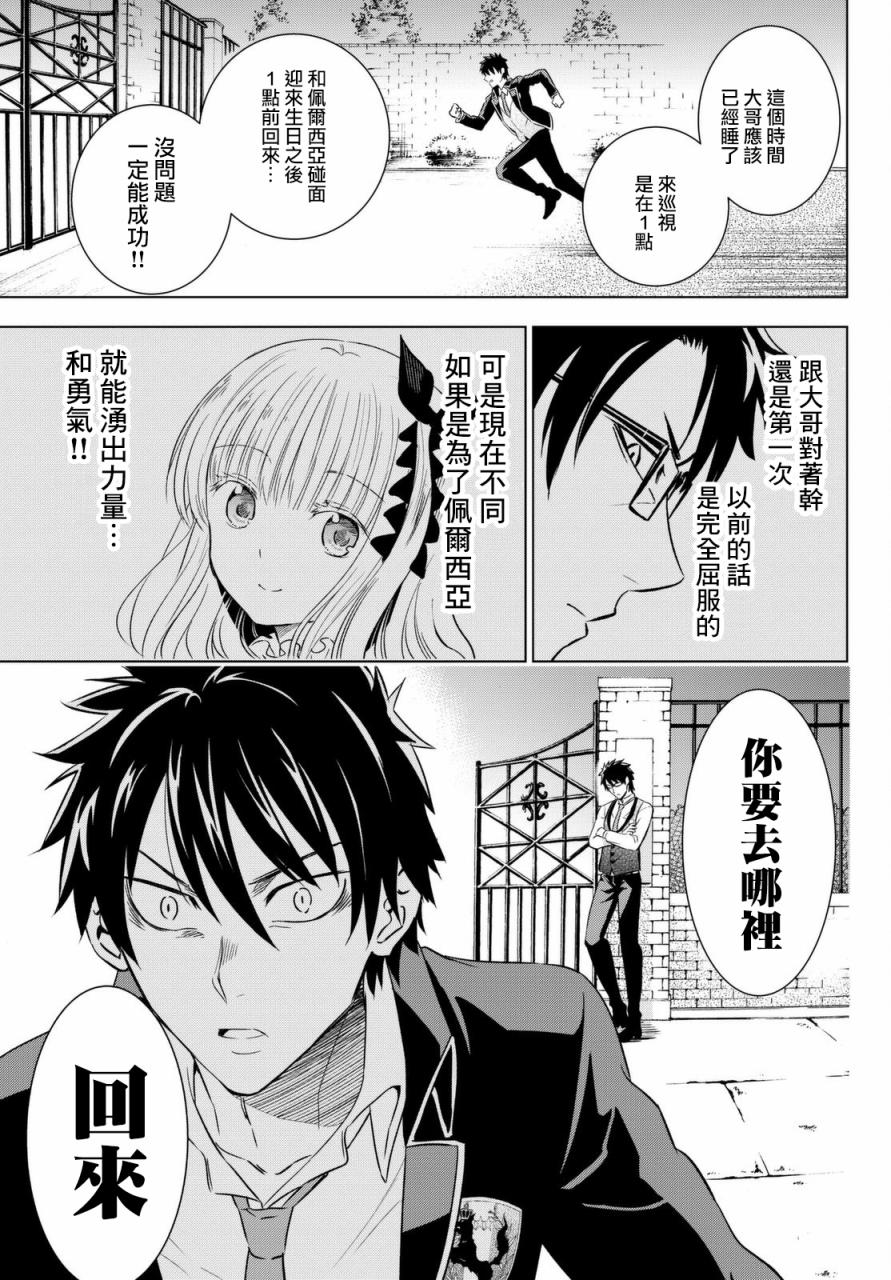 這個時間
大哥應該
已經睡了
來巡視
是在1點
和佩爾西亞碰面
迎來生日之後
1點前回來…
沒問題
一定能成功!!
跟大哥對著幹
還是第一次
以前的話
是完全屈服的
可是現在不同
如果是為了佩爾西亞
就能湧出力量…
和勇氣!!
你要去哪裡
回來